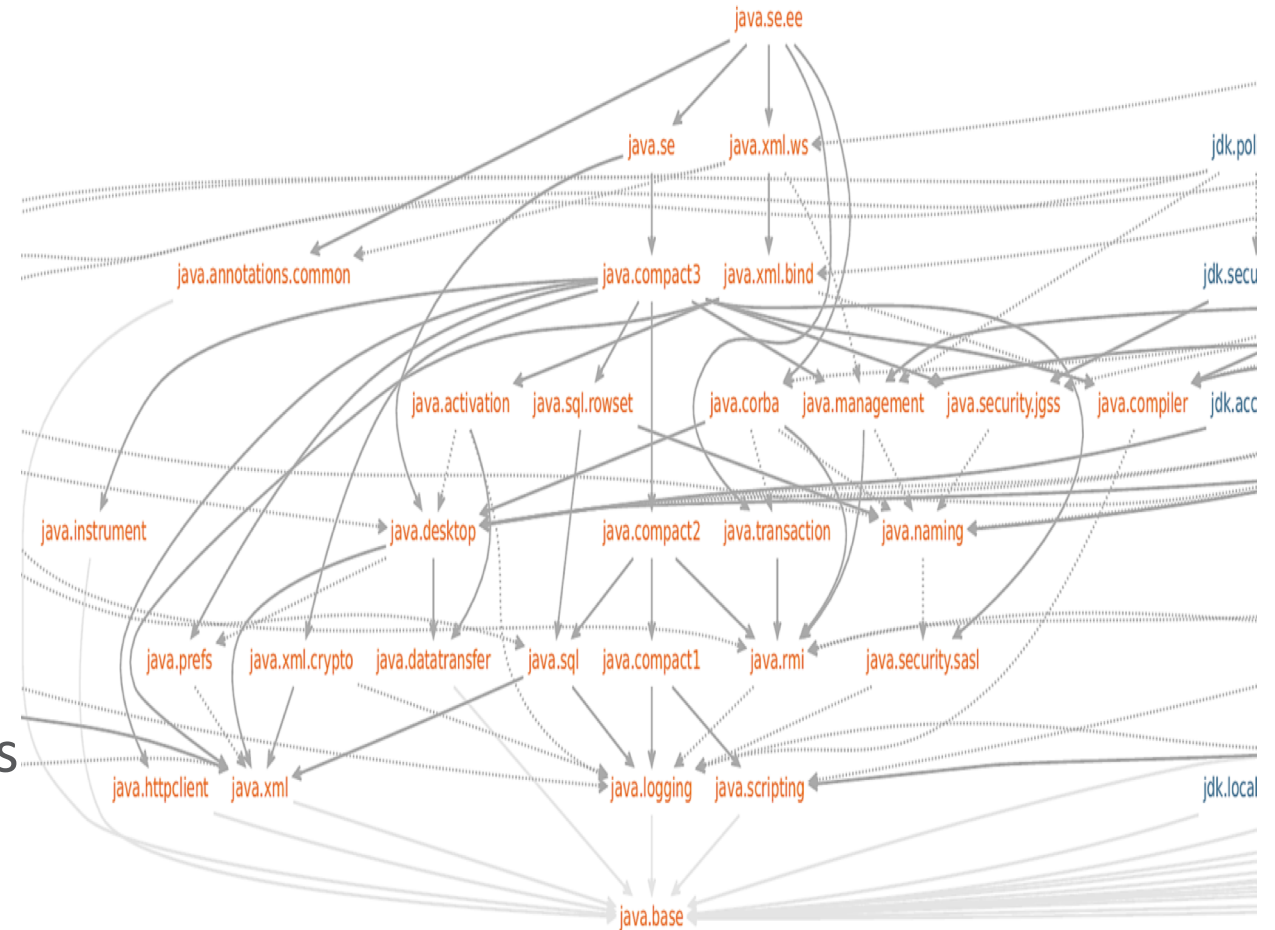 java.se.ee
java.se java.xml.ws jdk.pol
java.annotations.common java.compact3 java.xml.bind jdk.secu
java.activation java.sql.rowset java.corba java.management java.security.jgss java.compiler jdk.acc
java.instrument java.desktop java.compact2 java.transaction java.naming
java.prefs java.xml.crypto java.datatransfer java.sql java.compact1 java.rmi java.security.sasl
s
java.httpclient java.xml java.logging java.scripting jdk.local
java.base